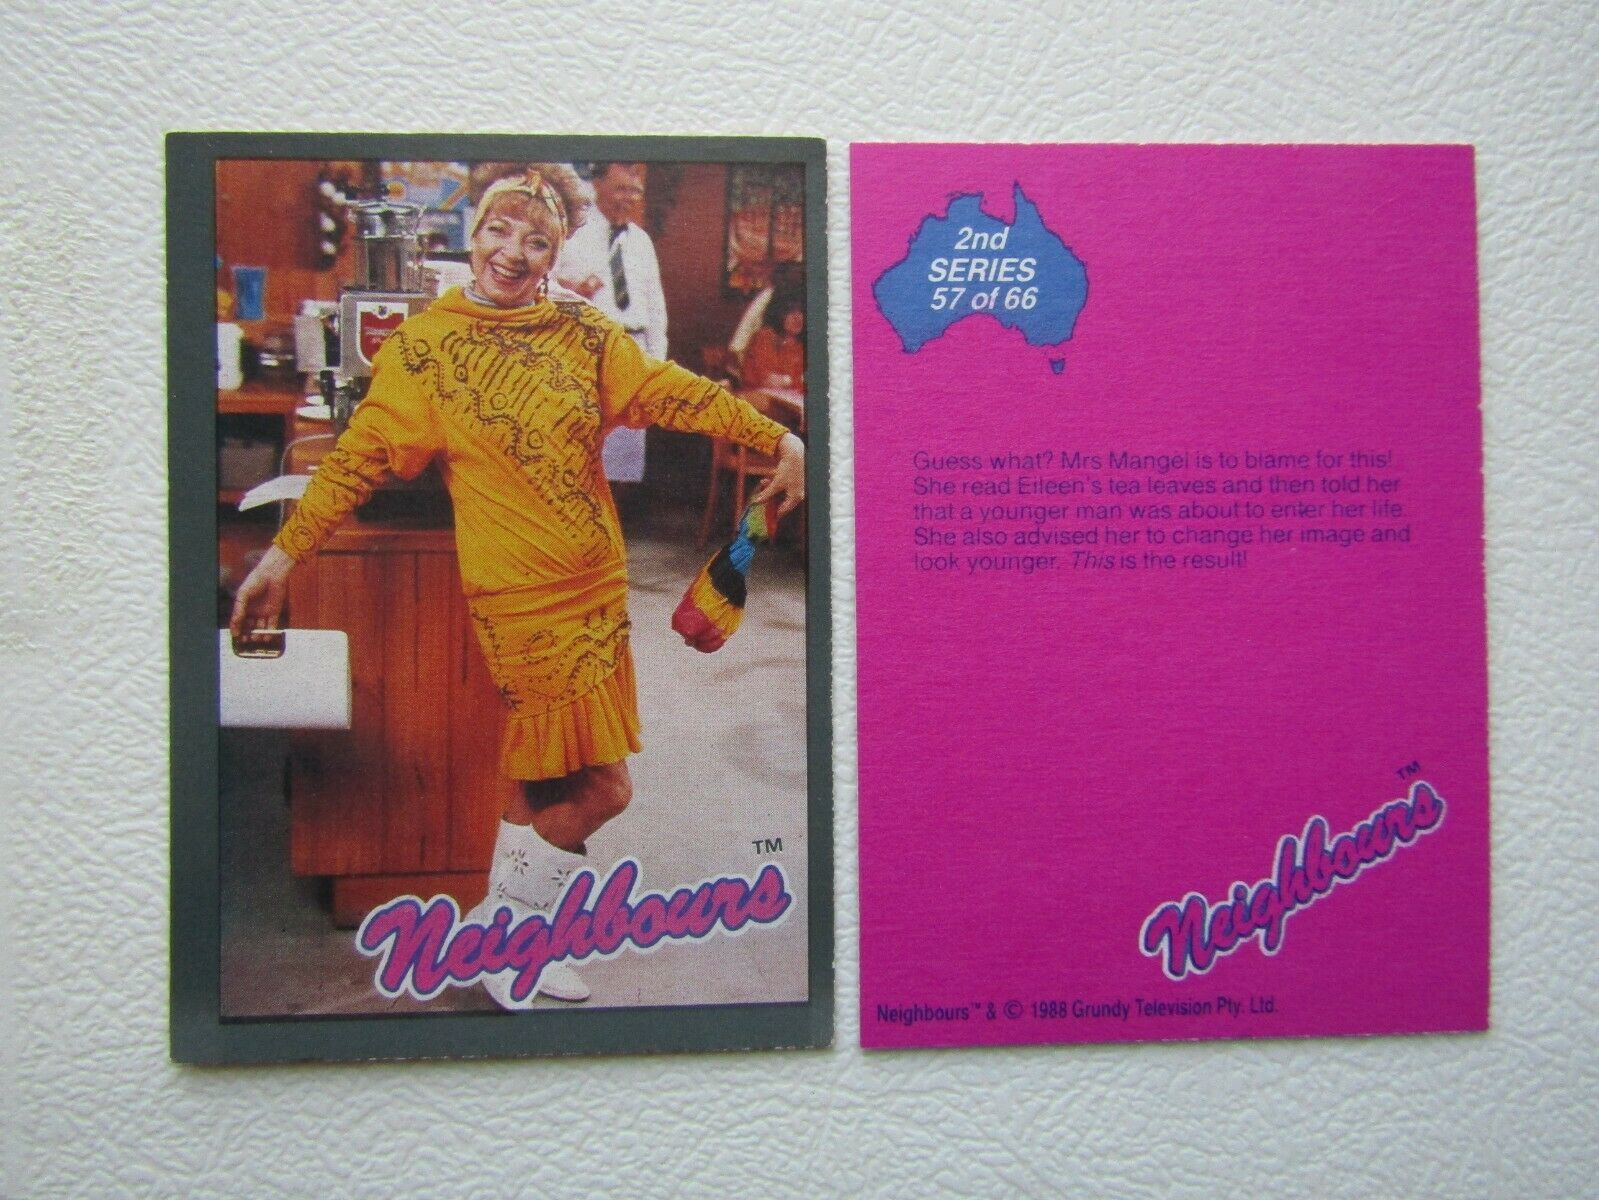 TM
Neighbours
2nd
SERIES
57 of 66
Guess what? Mrs Mangel is to blame for this!
She read Eileen's tea leaves and then told her
that a younger man was about to enter her life.
She also advised her to change her image and
look younger. This is the result!
TM
Neighbours
Neighbours™ & © 1988 Grundy Television Pty. Ltd.